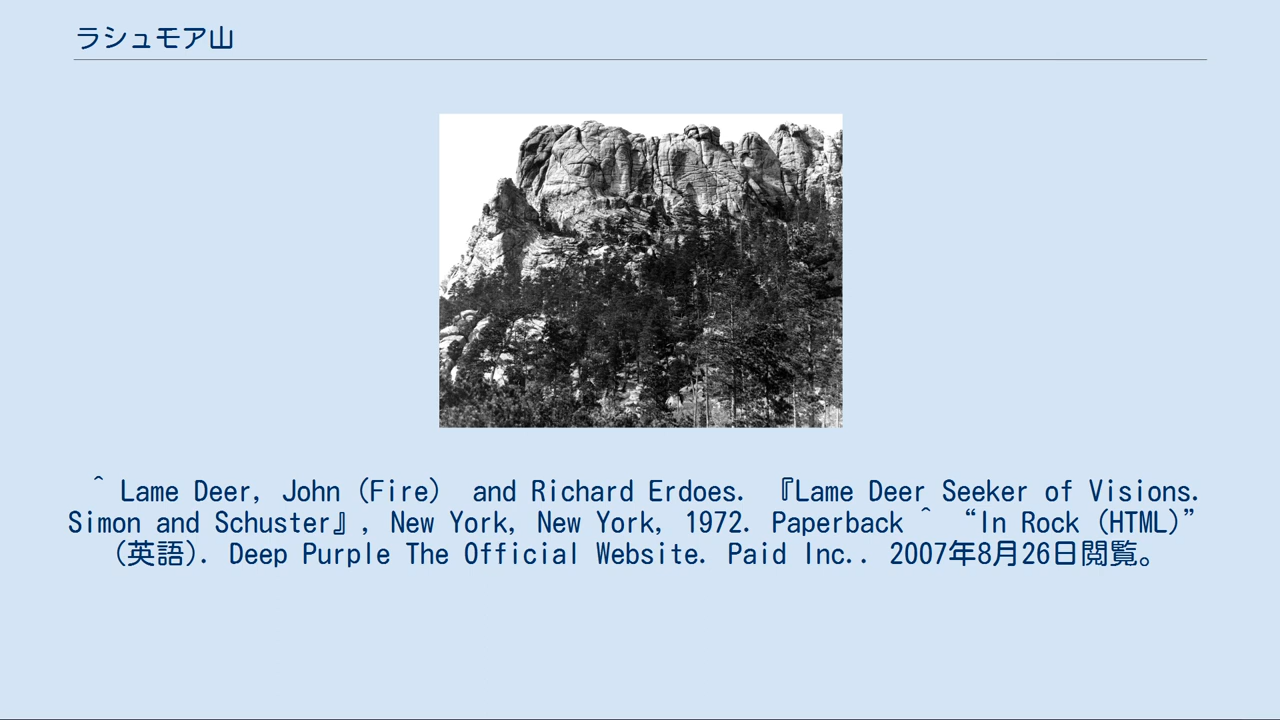 ラシュモア山
^ Lame Deer, John (Fire)  and Richard Erdoes. 『Lame Deer Seeker of Visions.
Simon and Schuster』, New York, New York, 1972. Paperback ^ “In Rock (HTML)”
(英語). Deep Purple The Official Website. Paid Inc.. 2007年8月26日閲覧。